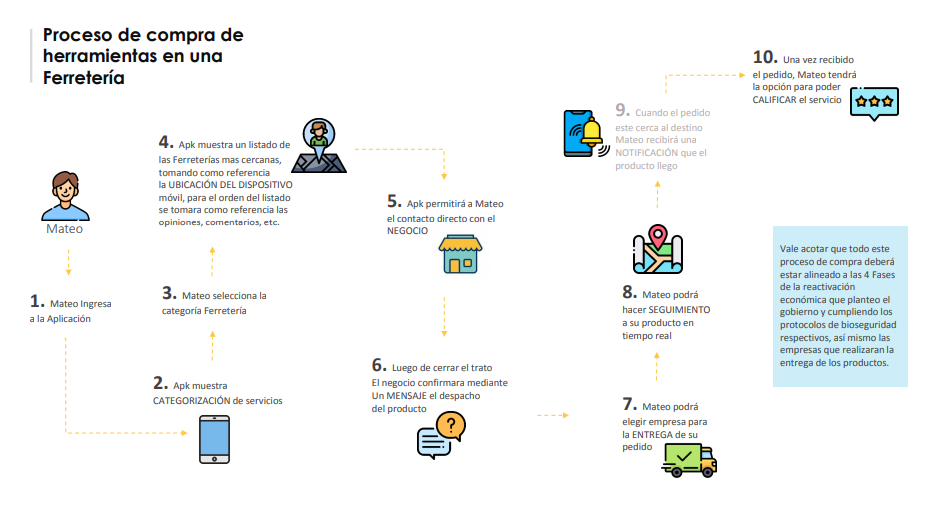 Proceso de compra de
herramientas en una
Ferretería
Mateo
1. Mateo Ingresa
a la Aplicación
2. Apk muestra
CATEGORIZACIÓN de servicios
3. Mateo selecciona la
categoría Ferretería
4. Apk muestra un listado de
las Ferreterías mas cercanas,
tomando como referencia
la UBICACIÓN DEL DISPOSITIVO
móvil, para el orden del listado
se tomara como referencia las
opiniones, comentarios, etc.
5. Apk permitirá a Mateo
el contacto directo con el
NEGOCIO
6. Luego de cerrar el trato
El negocio confirmara mediante
Un MENSAJE el despacho
del producto
7. Mateo podrá
elegir empresa para
la ENTREGA de su
pedido
8. Mateo podrá
hacer SEGUIMIENTO
a su producto en
tiempo real
9. Cuando el pedido
este cerca al destino
Mateo recibirá una
NOTIFICACIÓN que el
producto llego
10. Una vez recibido
el pedido, Mateo tendrá
la opción para poder
CALIFICAR el servicio
Vale acotar que todo este
proceso de compra deberá
estar alineado a las 4 Fases
de la reactivación
económica que planteo el
gobierno y cumpliendo los
protocolos de bioseguridad
respectivos, así mismo las
empresas que realizaran la
entrega de los productos.